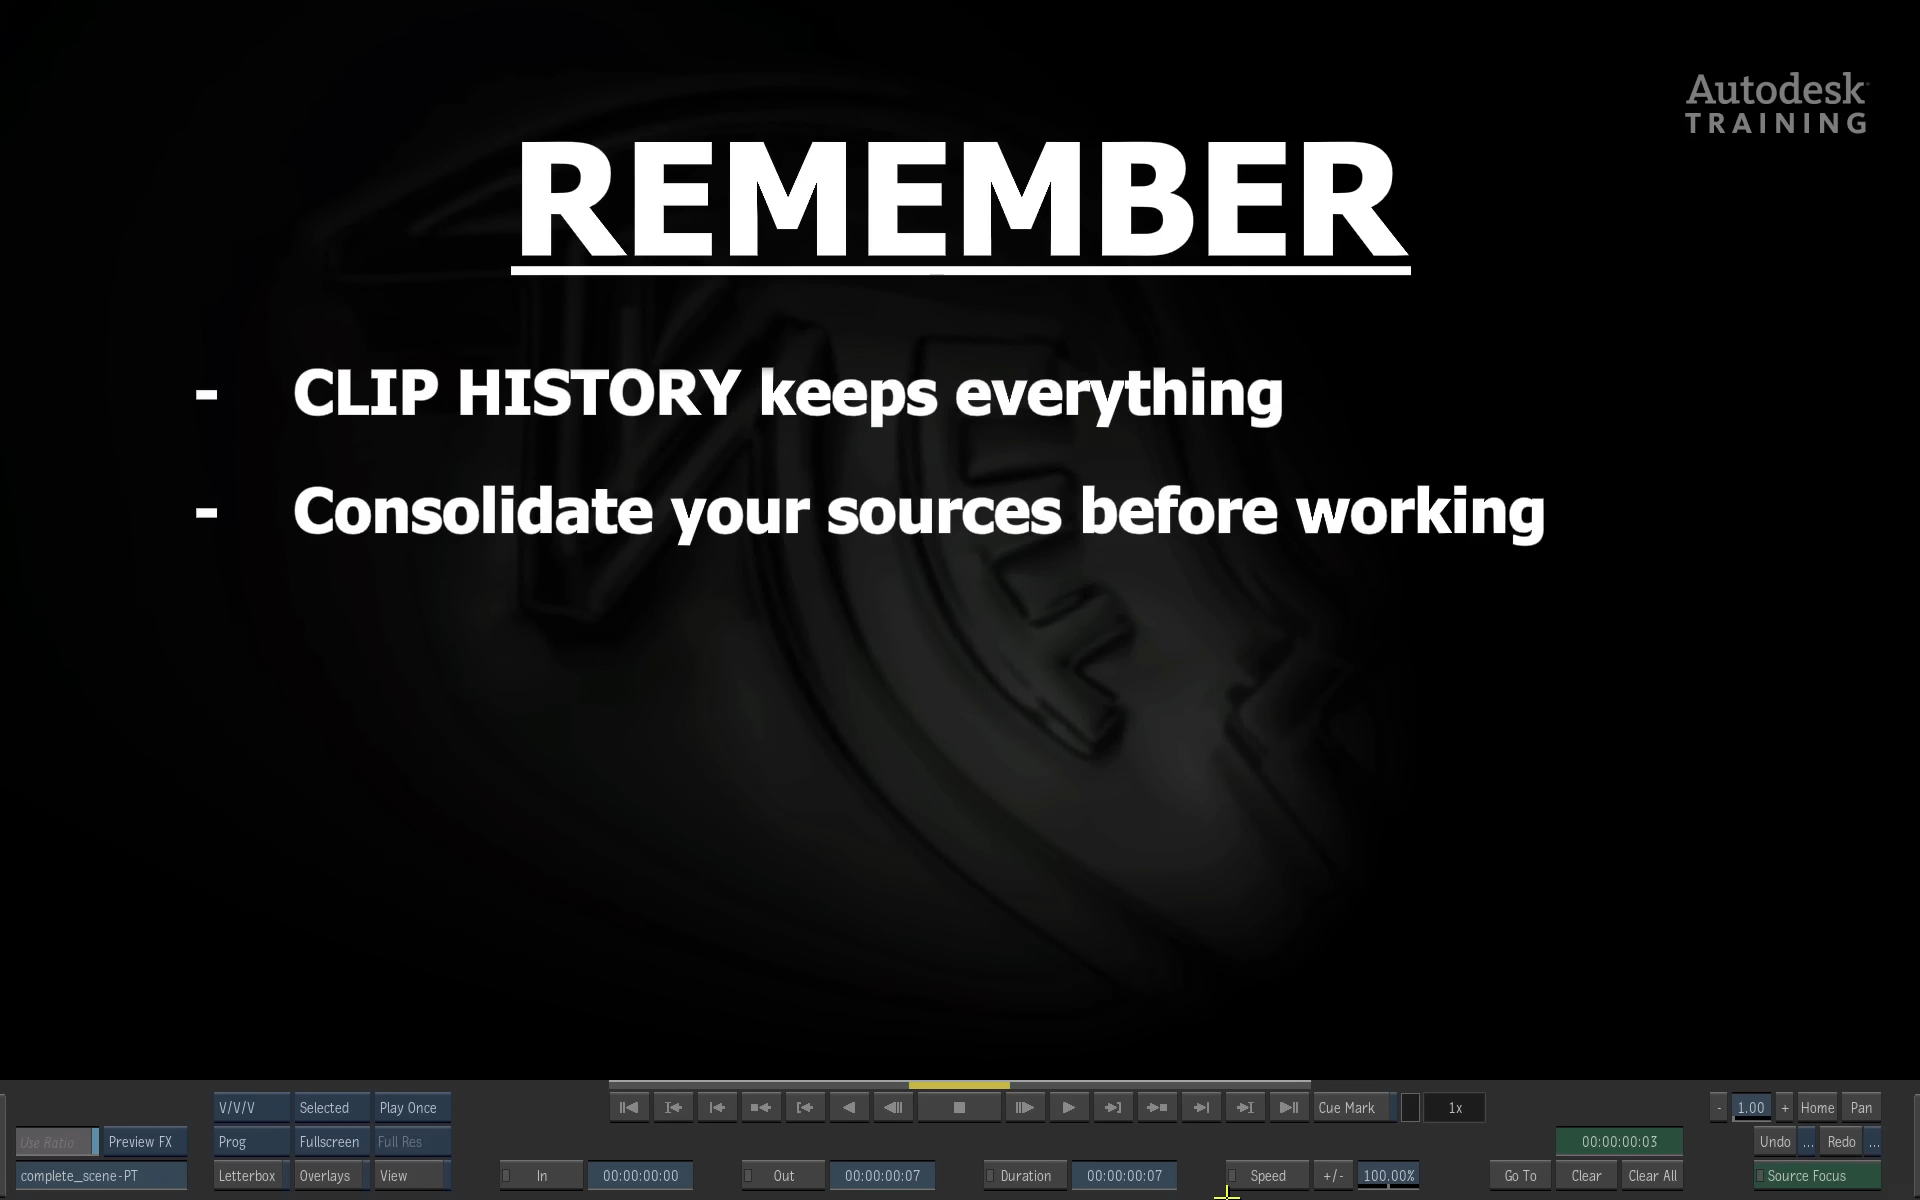 Autodesk
TRAINING
REMEMBER
- CLIP HISTORY keeps everything
- Consolidate your sources before working
V/V/V Selected Play Once Cue Mark 1x - 1.00 + Home Pan
Use Ratio Preview FX Prog Fullscreen Full Res 00:00:00:03 Undo ... Redo ...
complete_scene-PT Letterbox Overlays View In 00:00:00:00 Out 00:00:00:07 Duration 00:00:00:07 Speed +/- 100.00% Go To Clear Clear All Source Focus